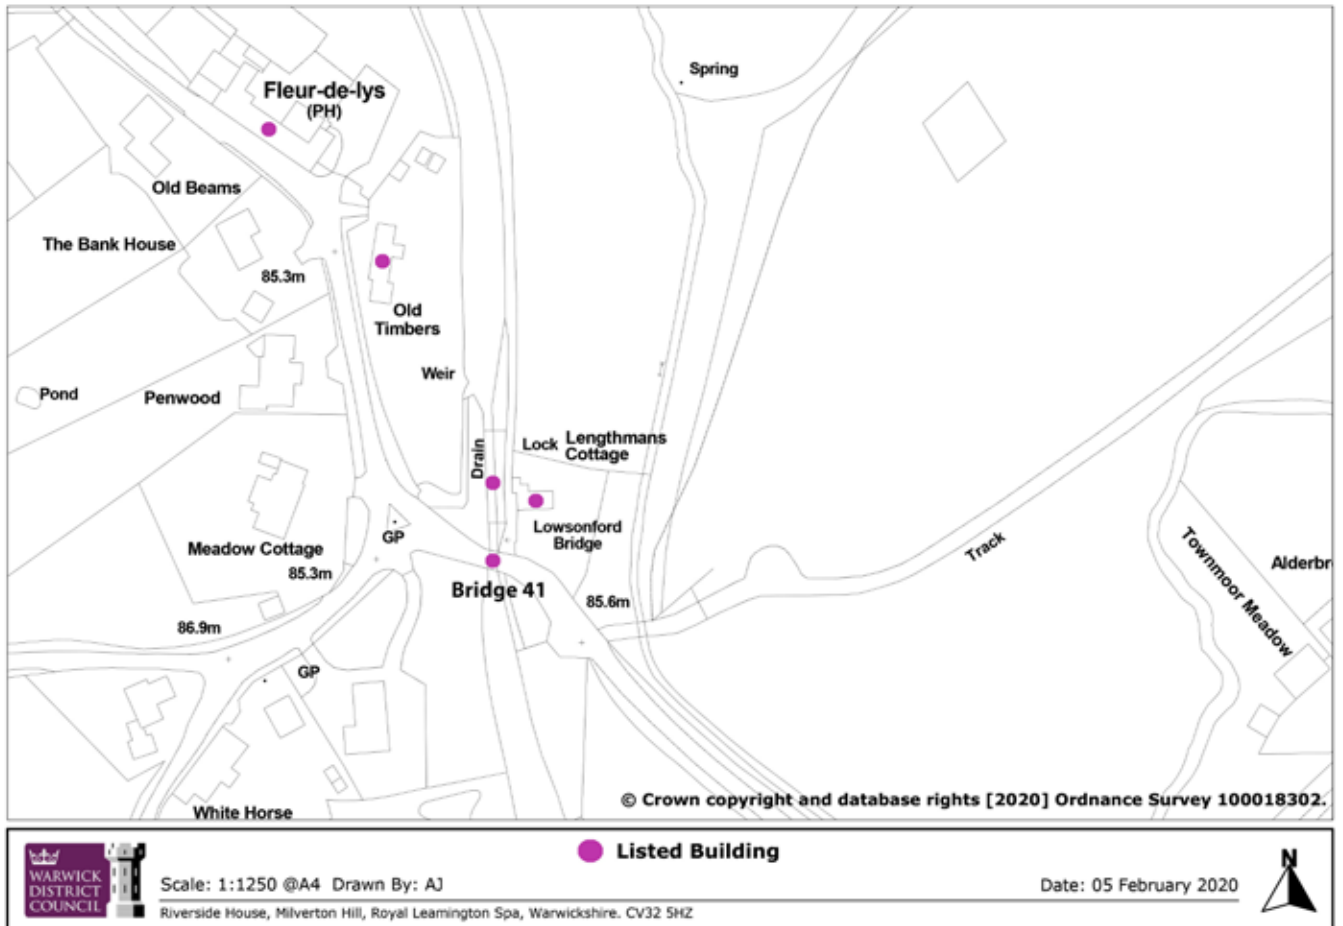 Spring
Fleur-de-lys
(PH)
Old Beams
The Bank House
85.3m
Old
Timbers
Weir
Pond
Penwood
Drain
Lock
Lengthmans
Cottage
Lowsonford
Bridge
GP
Meadow Cottage
85.3m
Track
Townmoor Meadow
Alderbr
Bridge 41
85.6m
86.9m
GP
White Horse
© Crown copyright and database rights [2020] Ordnance Survey 100018302.
Listed Building
WARWICK
DISTRICT
COUNCIL
Scale: 1:1250 @A4 Drawn By: AJ
Date: 05 February 2020
Riverside House, Milverton Hill, Royal Leamington Spa, Warwickshire. CV32 5HZ
N